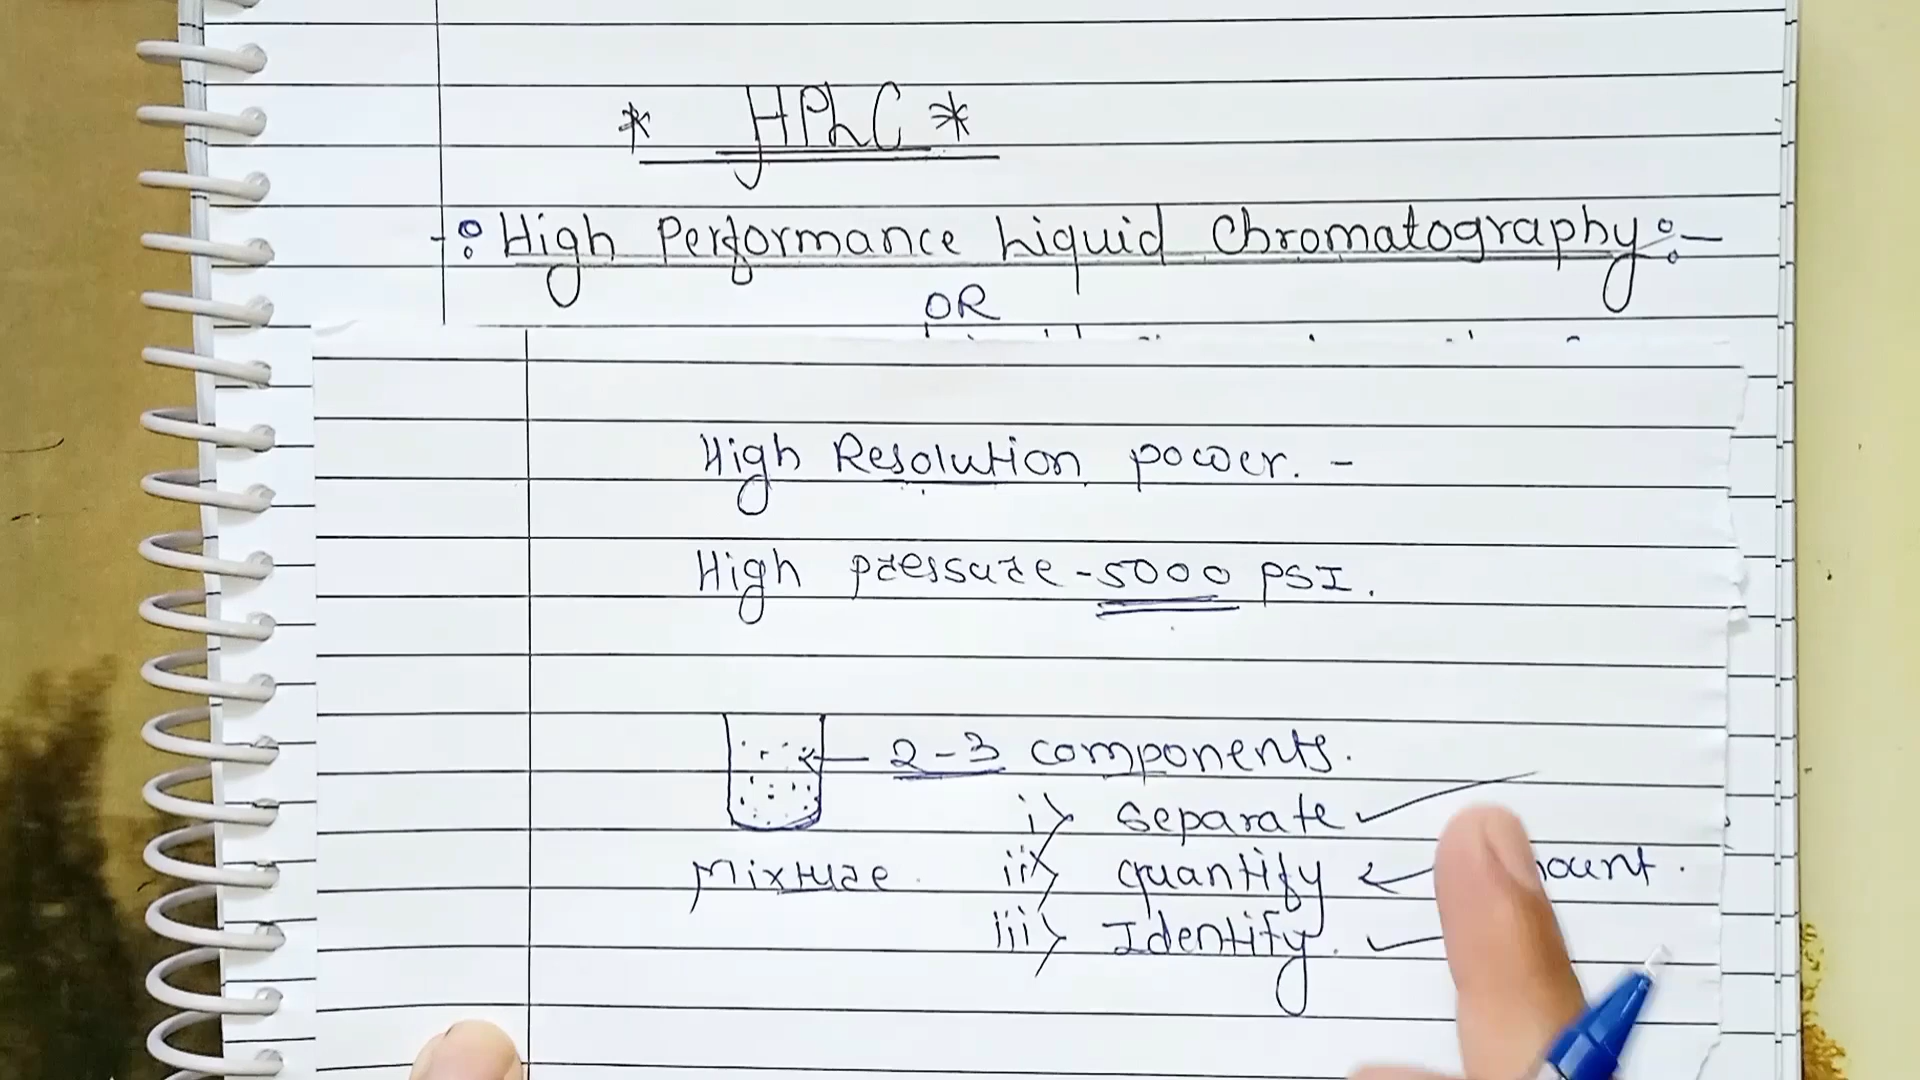 * HPLC *
-: High Performance Liquid Chromatography :-
OR
High Resolution power. -
High pressure - 5000 PSI.
2-3 components.
i> Separate
Mixture. ii> quantify
iii> Identify.